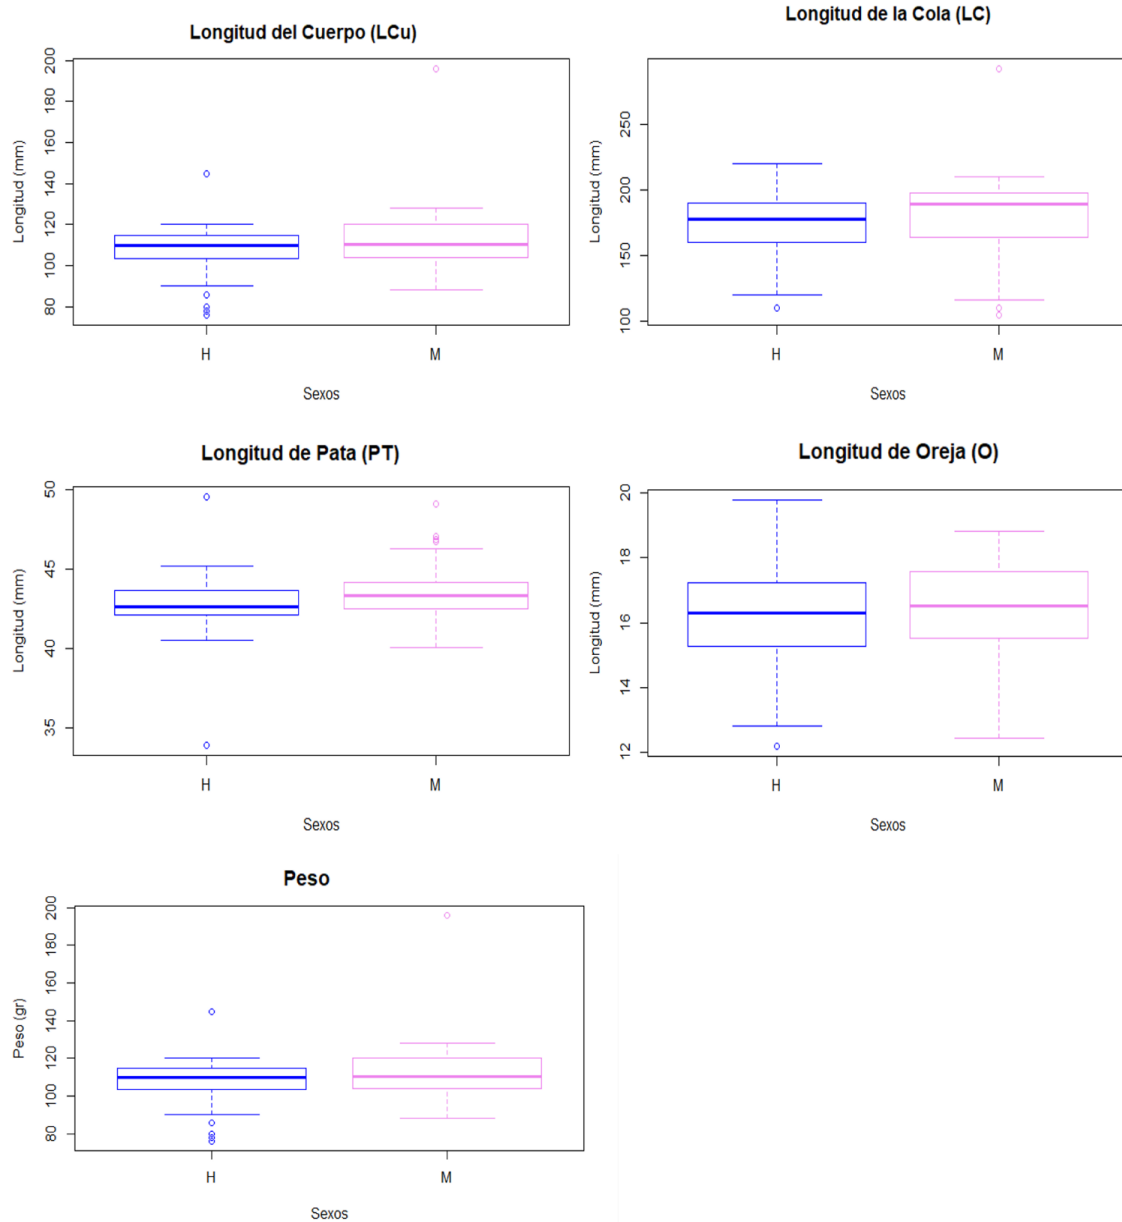 Longitud del Cuerpo (LCu)
Longitud (mm)
200
180
160
140
120
100
80
H
M
Sexos
Longitud de la Cola (LC)
Longitud (mm)
250
200
150
100
H
M
Sexos
Longitud de Pata (PT)
Longitud (mm)
50
45
40
35
H
M
Sexos
Longitud de Oreja (O)
Longitud (mm)
20
18
16
14
12
H
M
Sexos
Peso
Peso (gr)
200
180
160
140
120
100
80
H
M
Sexos